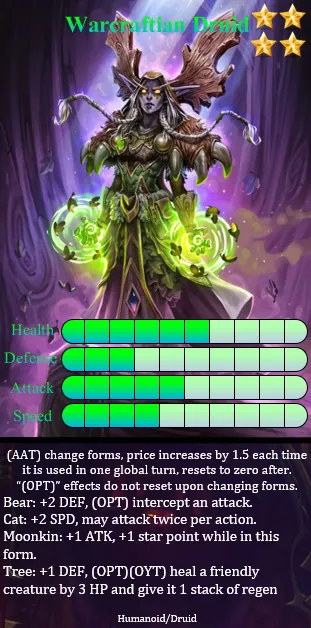 Warcraftian Druid
Health
Defense
Attack
Speed
(AAT) change forms, price increases by 1.5 each time
it is used in one global turn, resets to zero after.
“(OPT)” effects do not reset upon changing forms.
Bear: +2 DEF, (OPT) intercept an attack.
Cat: +2 SPD, may attack twice per action.
Moonkin: +1 ATK, +1 star point while in this
form.
Tree: +1 DEF, (OPT)(OYT) heal a friendly
creature by 3 HP and give it 1 stack of regen
Humanoid/Druid